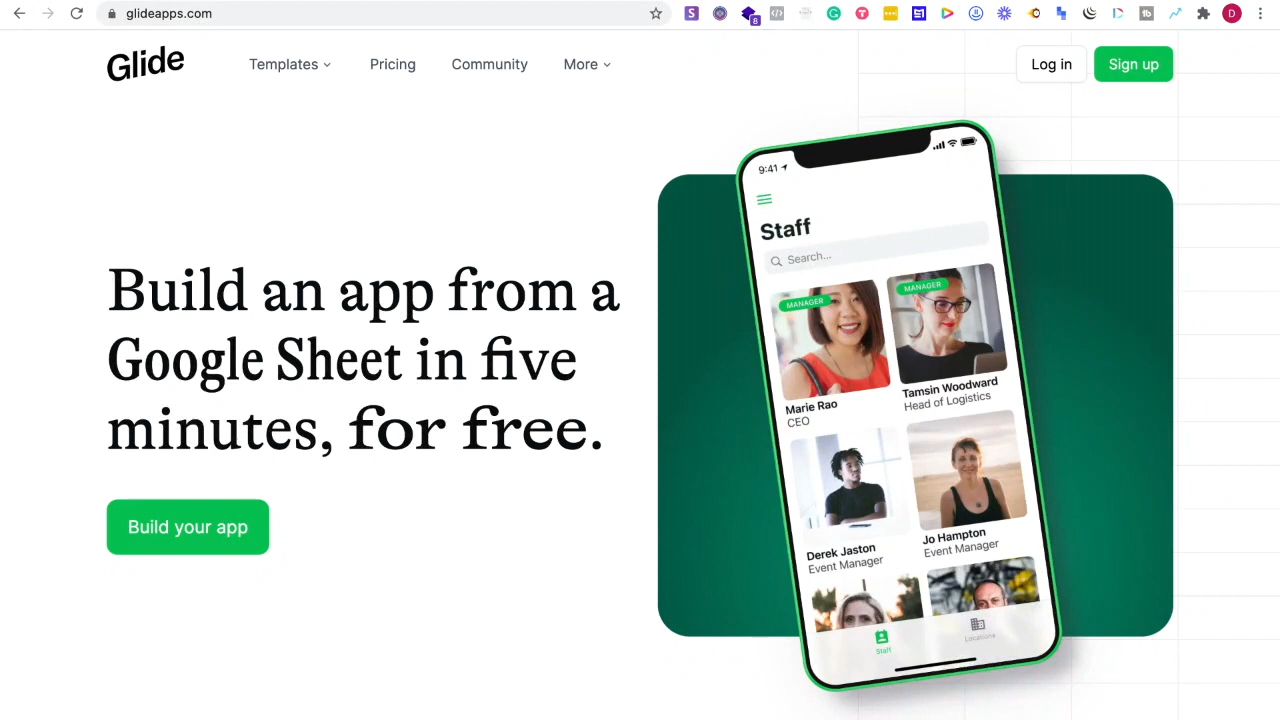 glideapps.com
8
D
Glide
Templates
Pricing
Community
More
Log in
Sign up
Build an app from a
Google Sheet in five
minutes, for free.
Build your app
9:41
Staff
Search...
MANAGER
MANAGER
Marie Rao
CEO
Tamsin Woodward
Head of Logistics
Derek Jaston
Event Manager
Jo Hampton
Event Manager
Staff
Locations